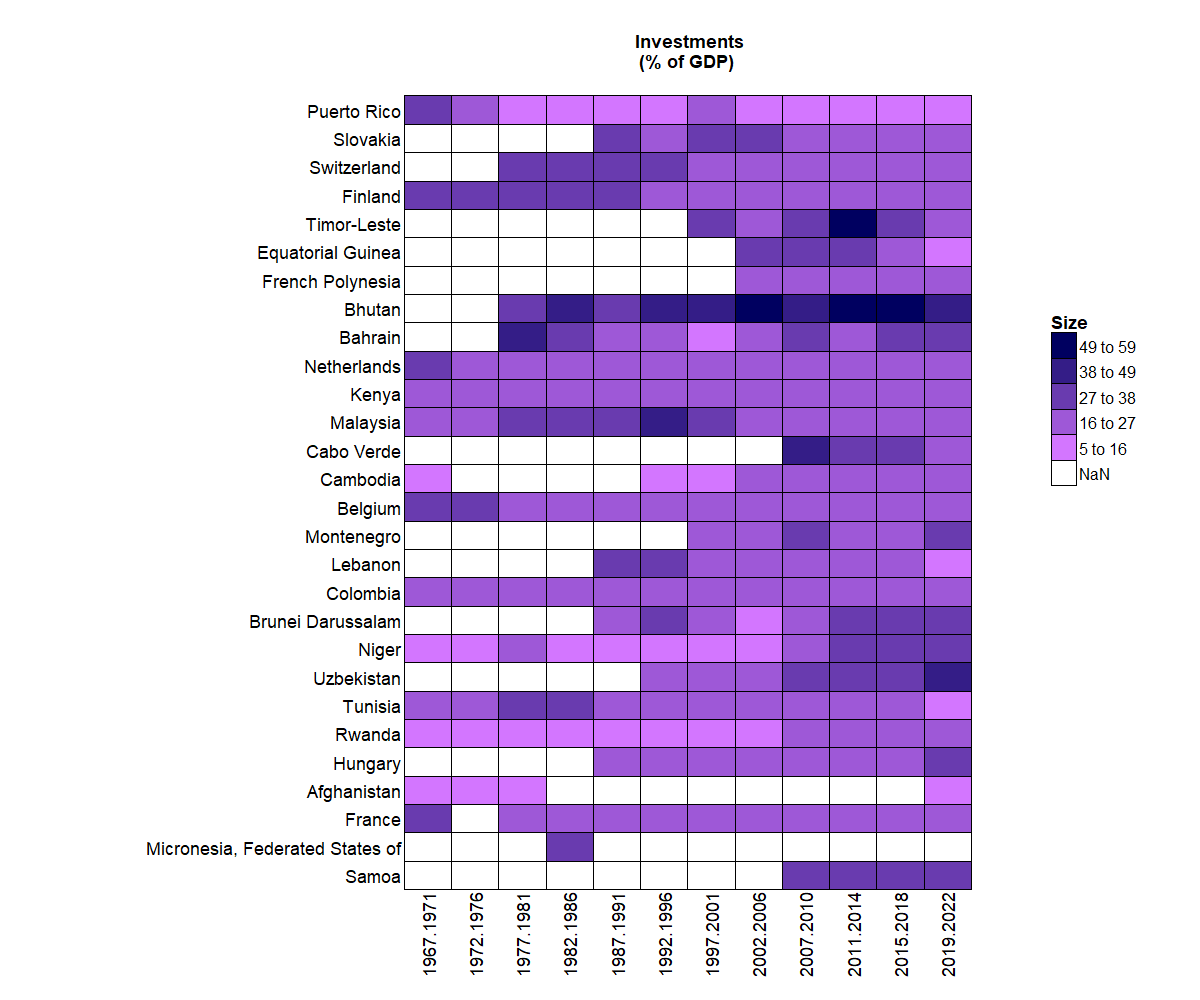 Investments
(% of GDP)
Puerto Rico
Slovakia
Switzerland
Finland
Timor-Leste
Equatorial Guinea
French Polynesia
Bhutan
Bahrain
Netherlands
Kenya
Malaysia
Cabo Verde
Cambodia
Belgium
Montenegro
Lebanon
Colombia
Brunei Darussalam
Niger
Uzbekistan
Tunisia
Rwanda
Hungary
Afghanistan
France
Micronesia, Federated States of
Samoa
1967.1971
1972.1976
1977.1981
1982.1986
1987.1991
1992.1996
1997.2001
2002.2006
2007.2010
2011.2014
2015.2018
2019.2022
Size
49 to 59
38 to 49
27 to 38
16 to 27
5 to 16
NaN